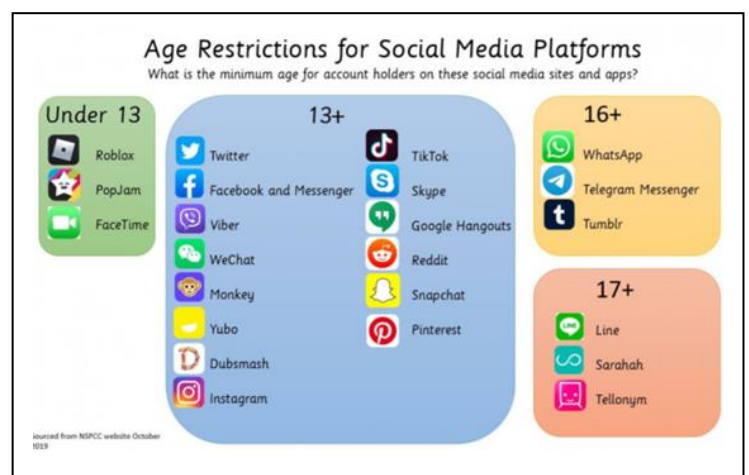 Age Restrictions for Social Media Platforms
What is the minimum age for account holders on these social media sites and apps?
Under 13
Roblox
PopJam
FaceTime
13+
Twitter
Facebook and Messenger
Viber
WeChat
Monkey
Yubo
Dubsmash
Instagram
TikTok
Skype
Google Hangouts
Reddit
Snapchat
Pinterest
16+
WhatsApp
Telegram Messenger
Tumblr
17+
LINE
Line
Sarahah
Tellonym
Sourced from NSPCC website October
2019